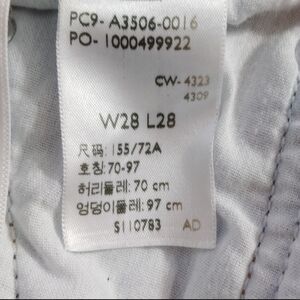 PC9- A3506-0016
PO- 1000499922
CW-4323
4309
W28 L28
尺码: 155/72A
호칭: 70-97
허리둘레: 70 cm
엉덩이둘레: 97 cm
S110783 AD